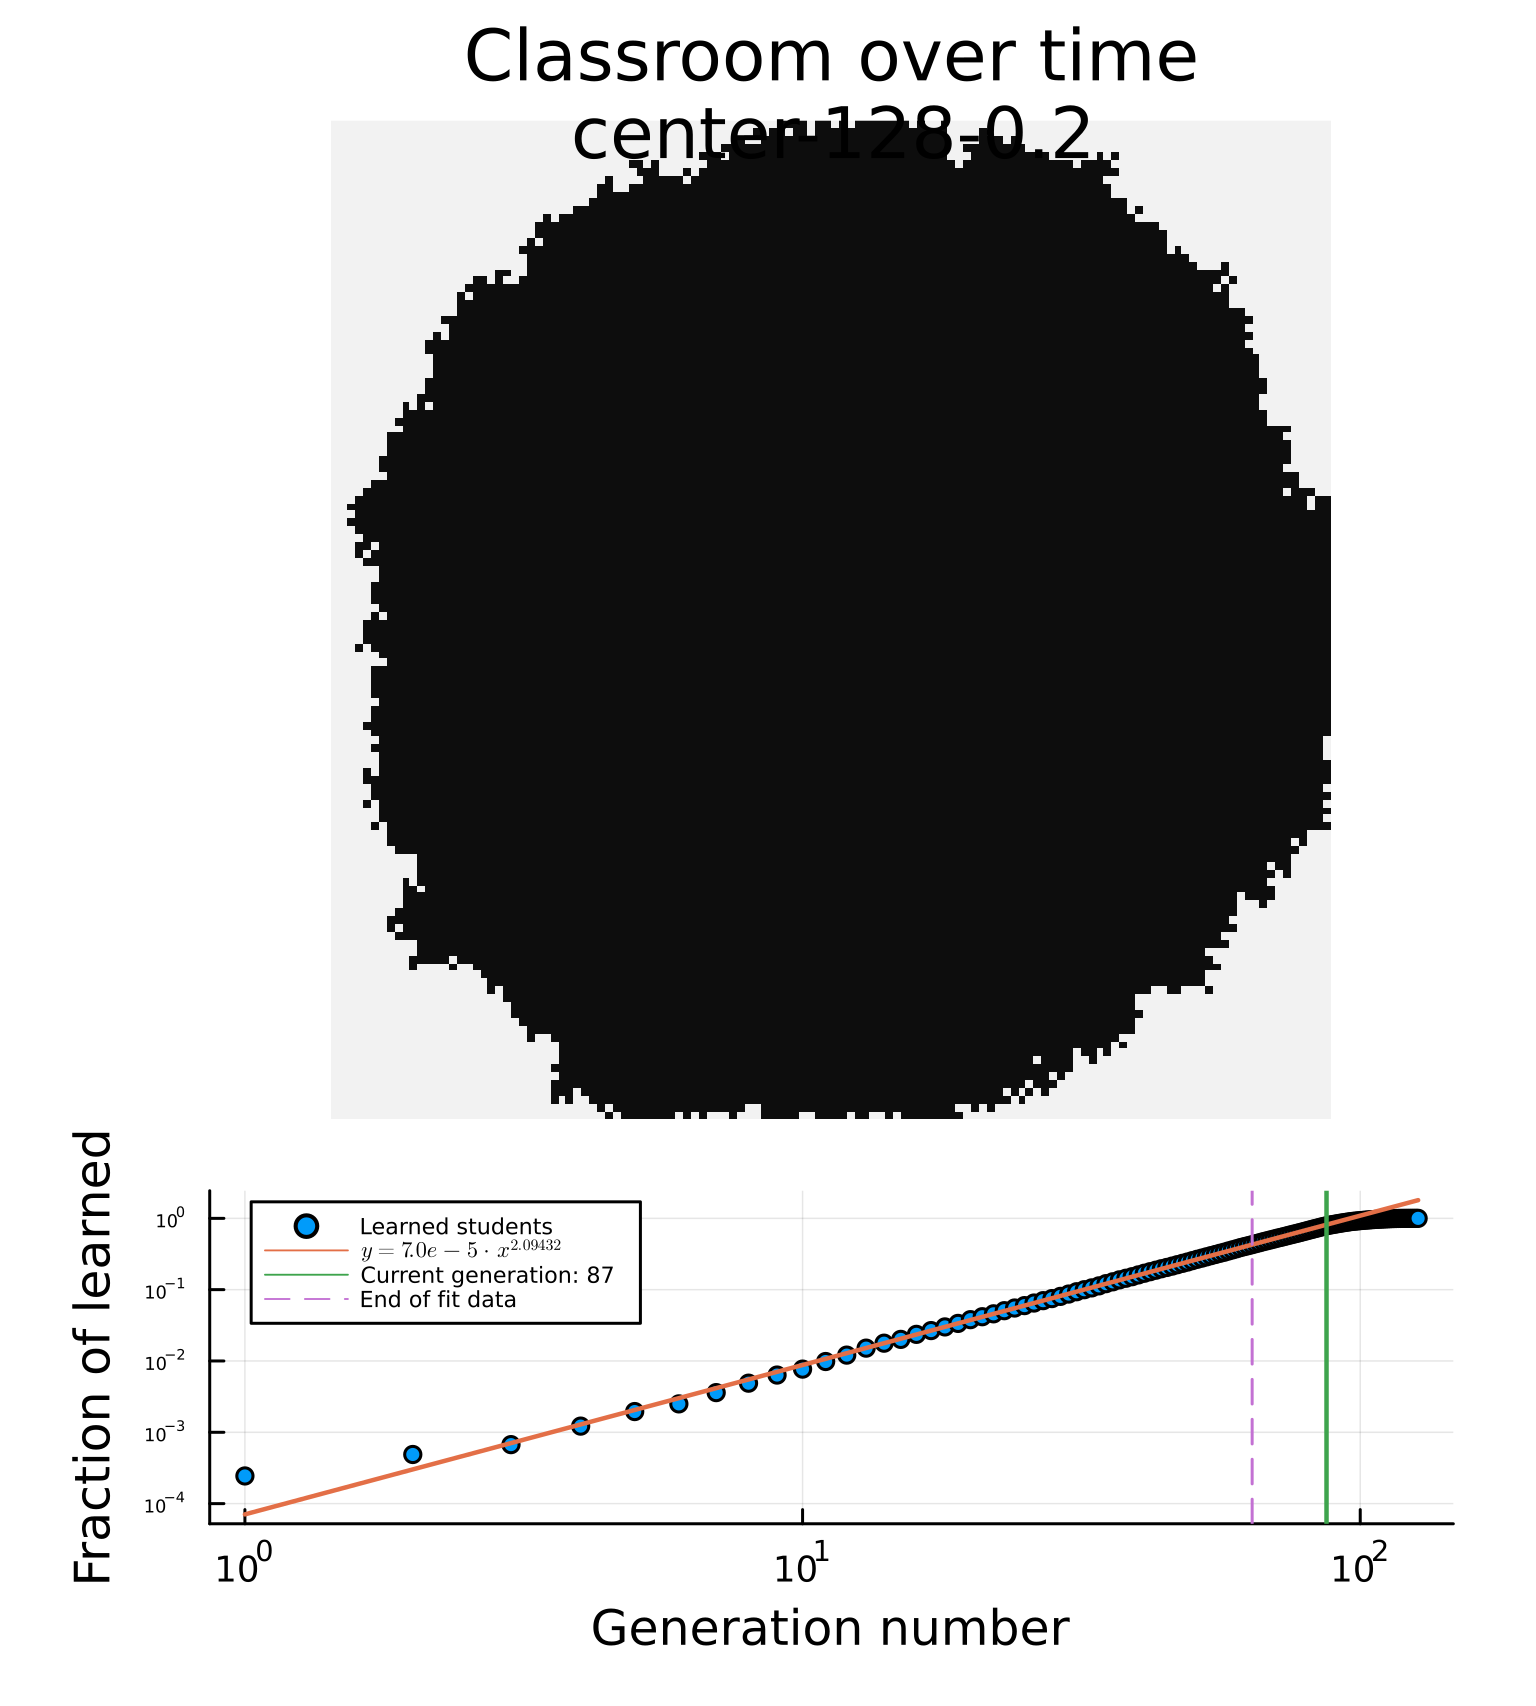 Classroom over time
center-128-0.2
Fraction of learned
10⁰
10⁻¹
10⁻²
10⁻³
10⁻⁴
Learned students
y = 7.0e − 5 · x^2.09432
Current generation: 87
End of fit data
10⁰ 10¹ 10²
Generation number